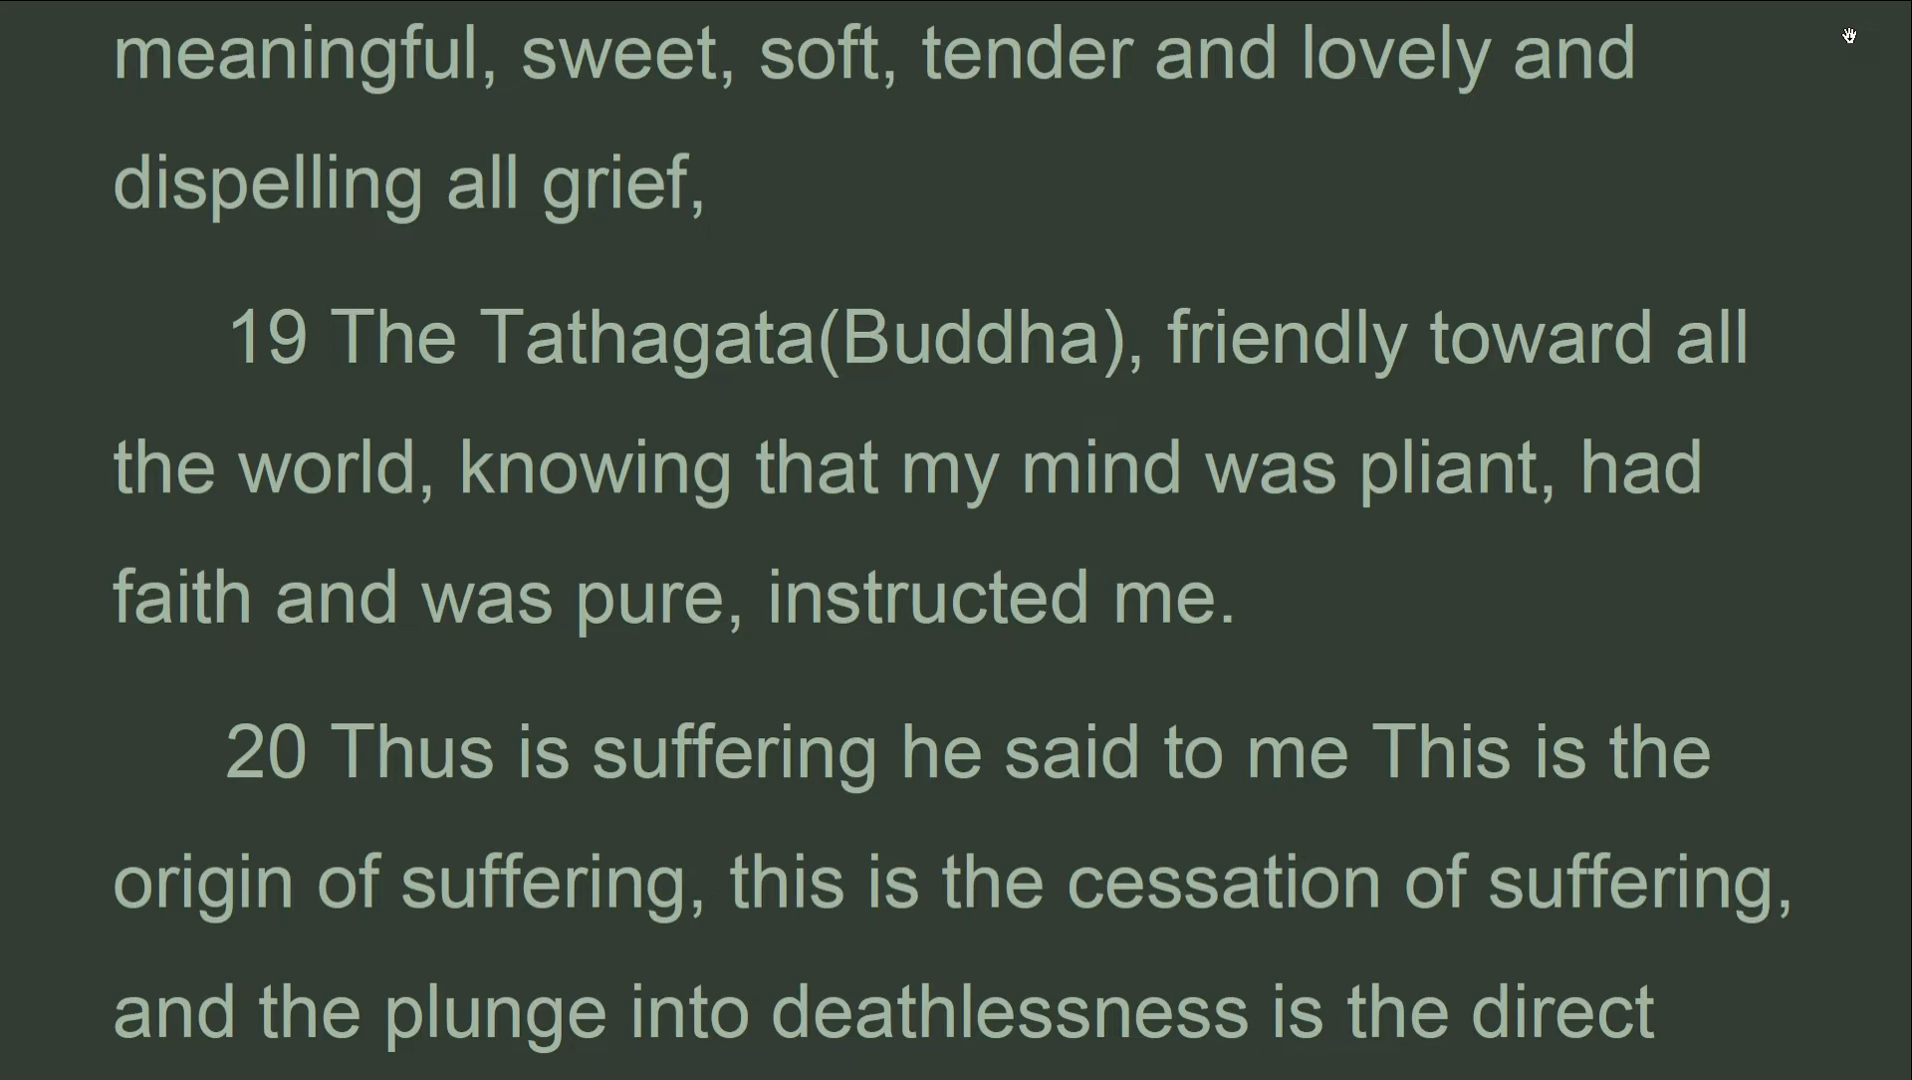 meaningful, sweet, soft, tender and lovely and
dispelling all grief,
19 The Tathagata(Buddha), friendly toward all
the world, knowing that my mind was pliant, had
faith and was pure, instructed me.
20 Thus is suffering he said to me This is the
origin of suffering, this is the cessation of suffering,
and the plunge into deathlessness is the direct